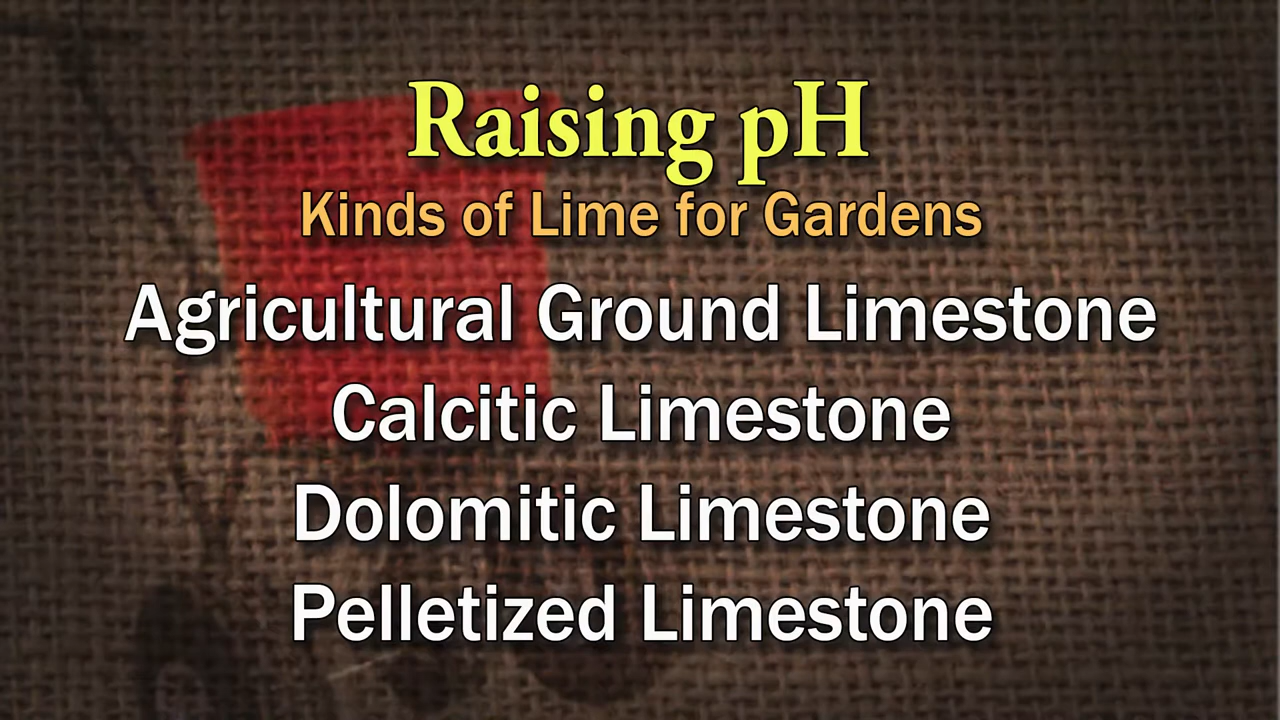 Raising pH
Kinds of Lime for Gardens
Agricultural Ground Limestone
Calcitic Limestone
Dolomitic Limestone
Pelletized Limestone